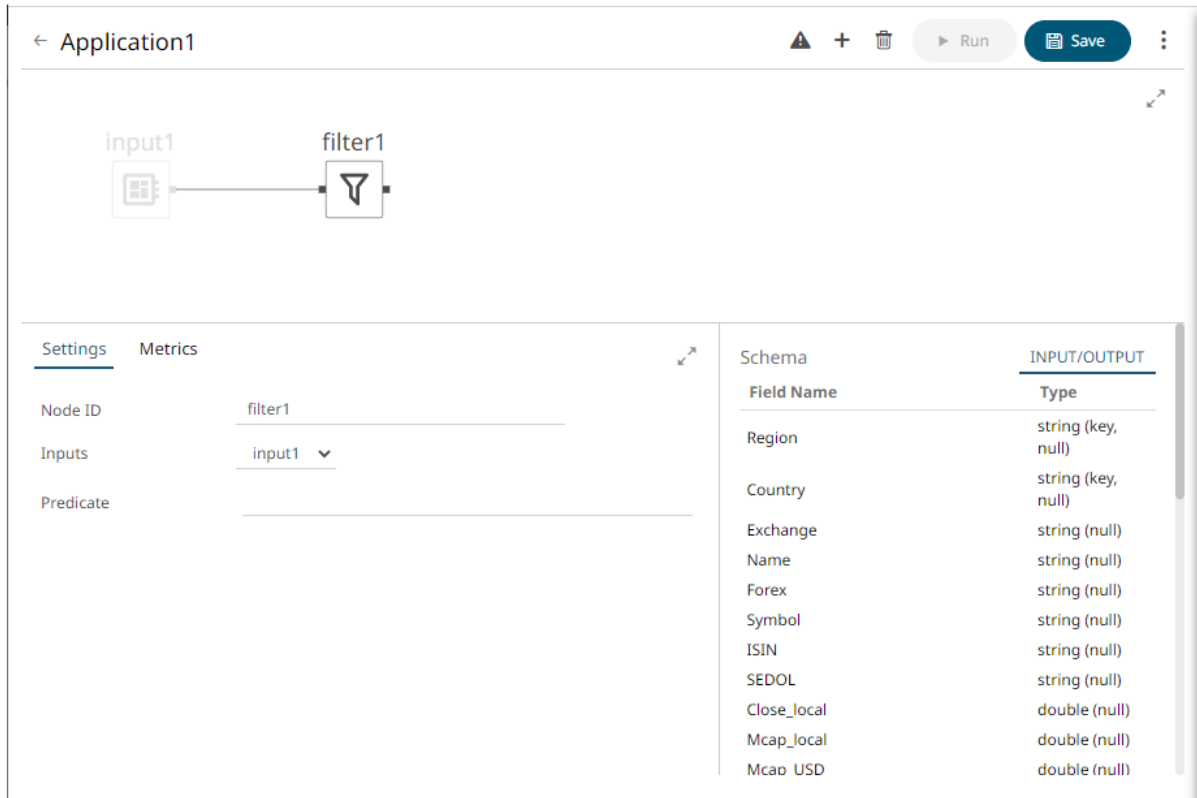 Application1
Run
Save
input1
filter1
Settings Metrics
Node ID filter1
Inputs input1
Predicate
Schema INPUT/OUTPUT
Field Name Type
Region string (key,
null)
Country string (key,
null)
Exchange string (null)
Name string (null)
Forex string (null)
Symbol string (null)
ISIN string (null)
SEDOL string (null)
Close_local double (null)
Mcap_local double (null)
Mcap_USD double (null)